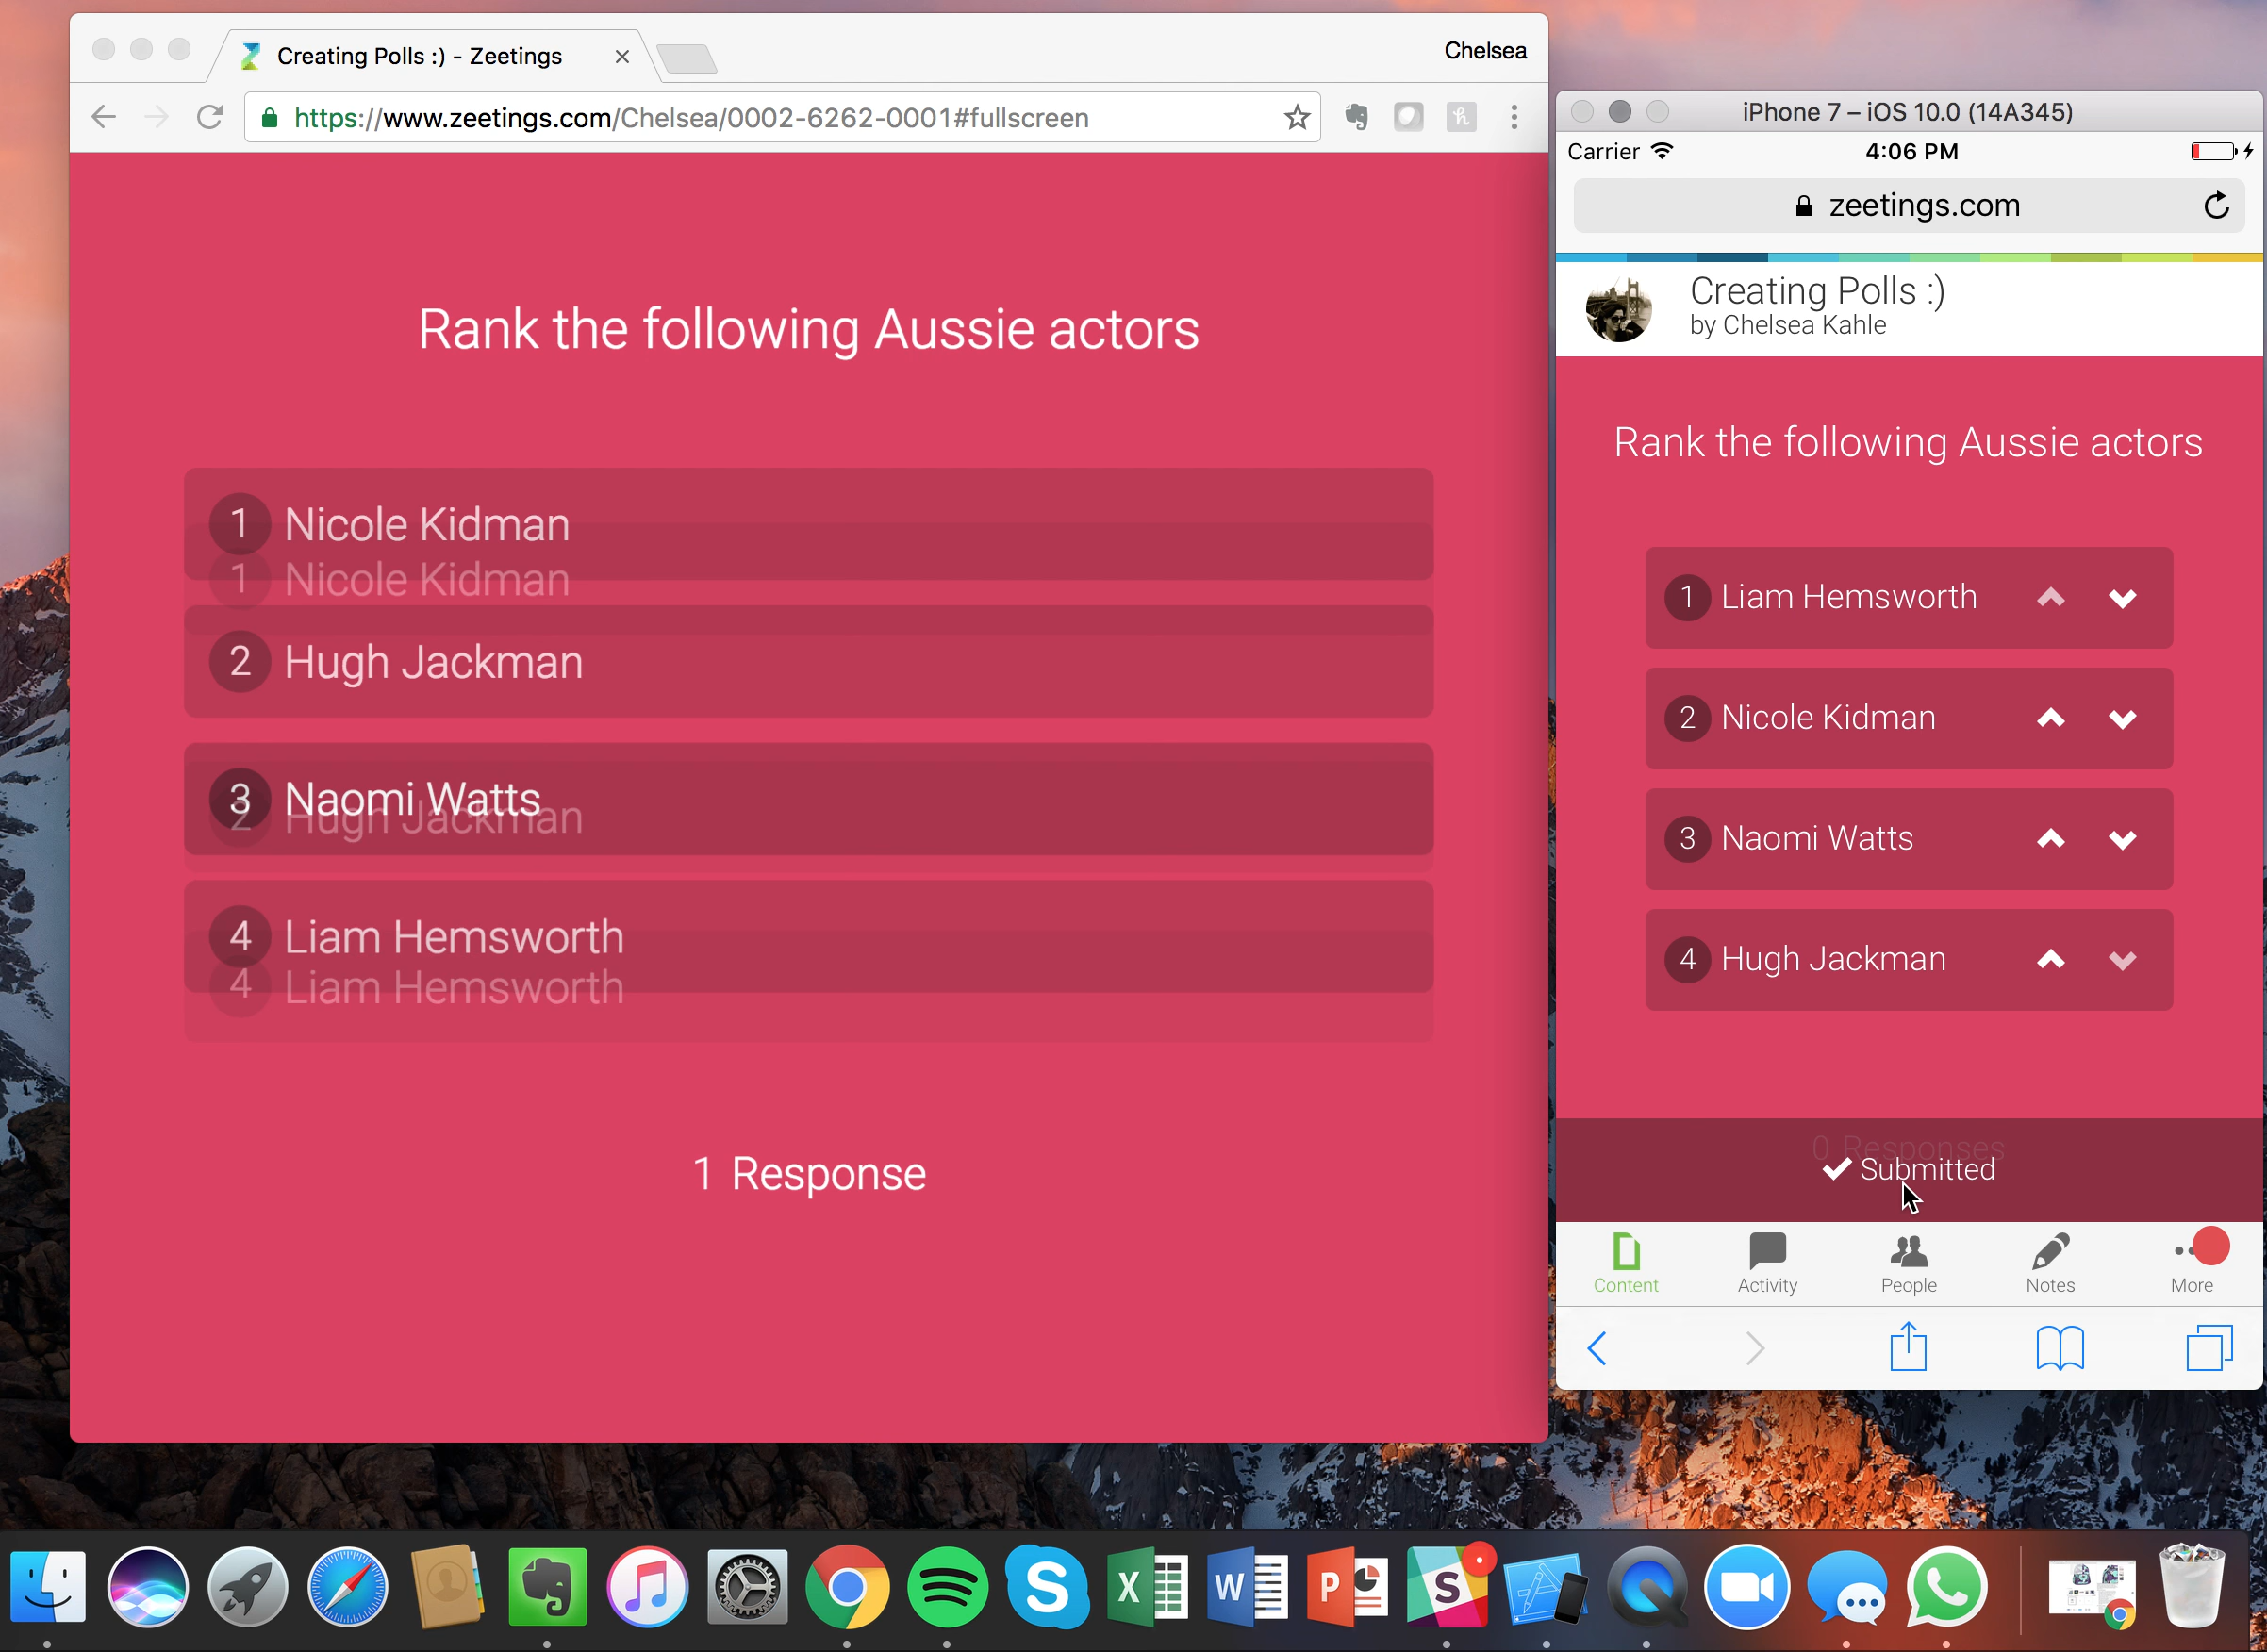 Creating Polls :) - Zeetings
Chelsea
https://www.zeetings.com/Chelsea/0002-6262-0001#fullscreen
Rank the following Aussie actors
1 Nicole Kidman
1 Nicole Kidman
2 Hugh Jackman
3 Naomi Watts
2 Hugh Jackman
4 Liam Hemsworth
4 Liam Hemsworth
1 Response
iPhone 7 – iOS 10.0 (14A345)
Carrier 4:06 PM
zeetings.com
Creating Polls :)
by Chelsea Kahle
Rank the following Aussie actors
1 Liam Hemsworth
2 Nicole Kidman
3 Naomi Watts
4 Hugh Jackman
0 Responses
Submitted
Content Activity People Notes More
S X W P S